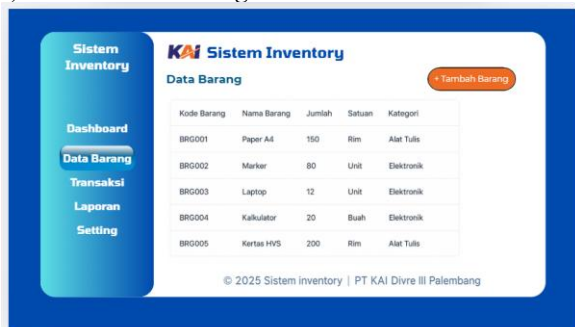 Sistem
Inventory
Dashboard
Data Barang
Transaksi
Laporan
Setting
KAI Sistem Inventory
Data Barang
+Tambah Barang
Kode Barang Nama Barang Jumlah Satuan Kategori
BRG001 Paper A4 150 Rim Alat Tulis
BRG002 Marker 80 Unit Elektronik
BRG003 Laptop 12 Unit Elektronik
BRG004 Kalkulator 20 Buah Elektronik
BRG005 Kertas HVS 200 Rim Alat Tulis
© 2025 Sistem inventory | PT KAI Divre III Palembang